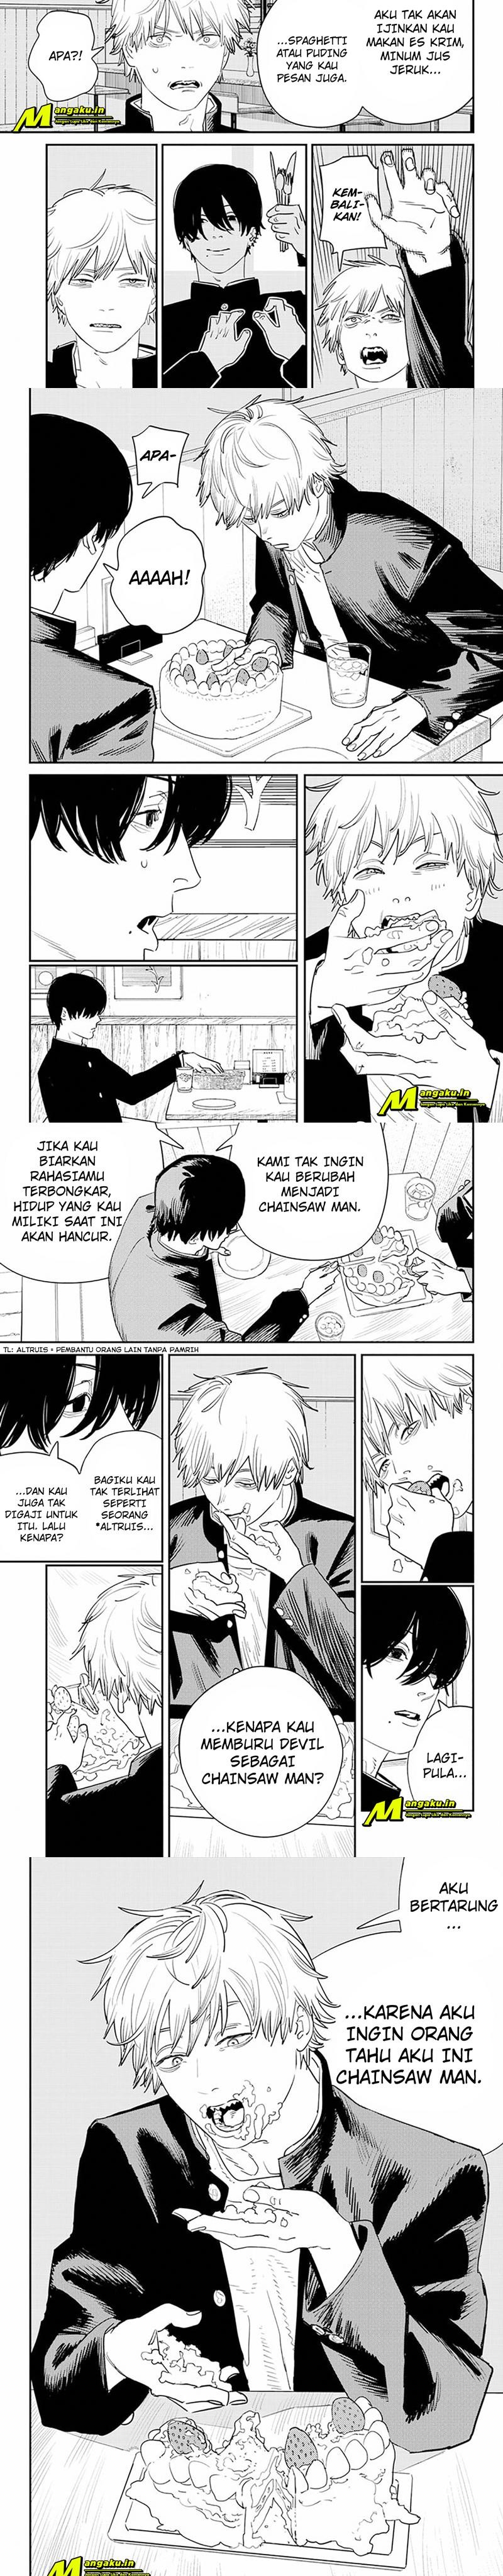 AKU TAK AKAN
IJINKAN KAU
MAKAN ES KRIM,
MINUM JUS
JERUK...
...SPAGHETTI
ATAU PUDING
YANG KAU
PESAN JUGA.
APA?!
Mangaku.in
KEM-
BALI-
KAN!
APA-
AAAAH!
Mangaku.in
KAMI TAK INGIN
KAU BERUBAH
MENJADI
CHAINSAW MAN.
JIKA KAU
BIARKAN
RAHASIAMU
TERBONGKAR,
HIDUP YANG KAU
MILIKI SAAT INI
AKAN HANCUR.
TL: ALTRUIS = PEMBANTU ORANG LAIN TANPA PAMRIH
BAGIKU KAU
TAK TERLIHAT
SEPERTI
SEORANG
*ALTRUIS...
...DAN KAU
JUGA TAK
DIGAJI UNTUK
ITU. LALU
KENAPA?
LAGI-
PULA...
...KENAPA KAU
MEMBURU DEVIL
SEBAGAI
CHAINSAW MAN?
Mangaku.in
AKU
BERTARUNG
...
...KARENA AKU
INGIN ORANG
TAHU AKU INI
CHAINSAW MAN.
Mangaku.in